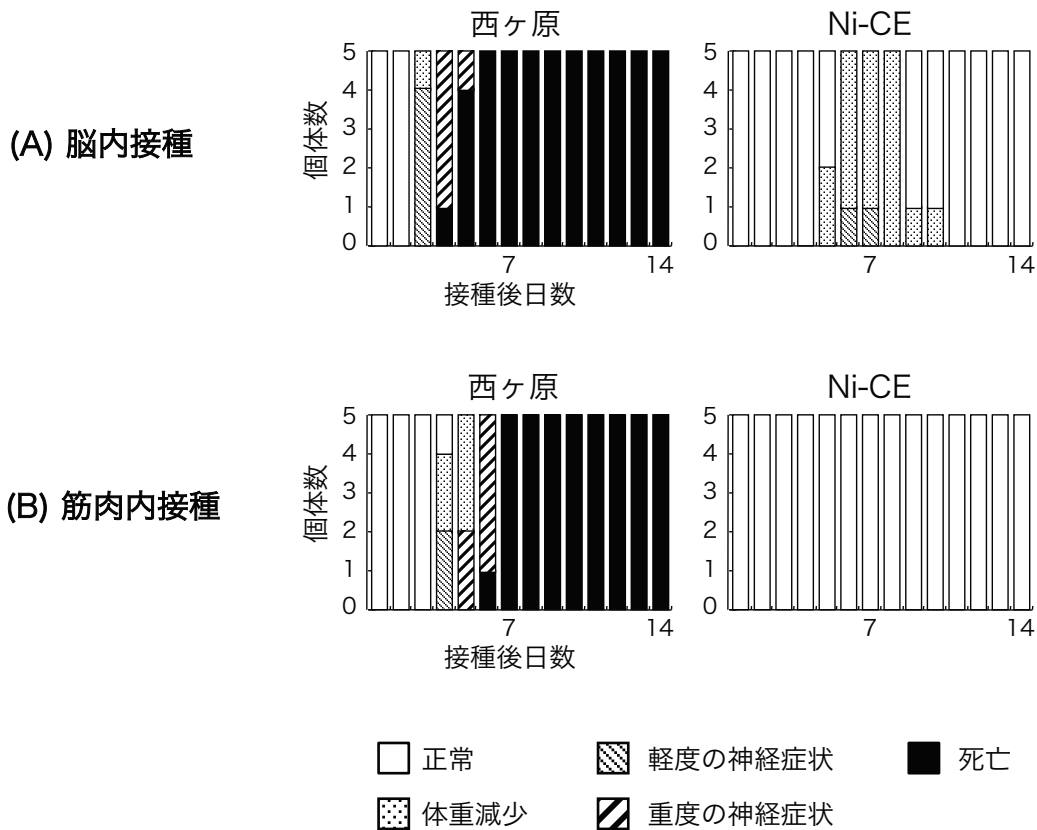 西ヶ原 Ni-CE
(A) 脳内接種
個体数
5 4 3 2 1 0
5 4 3 2 1 0
7 14 7 14
接種後日数
西ヶ原 Ni-CE
(B) 筋肉内接種
個体数
5 4 3 2 1 0
5 4 3 2 1 0
7 14 7 14
接種後日数
正常 軽度の神経症状 死亡
体重減少 重度の神経症状